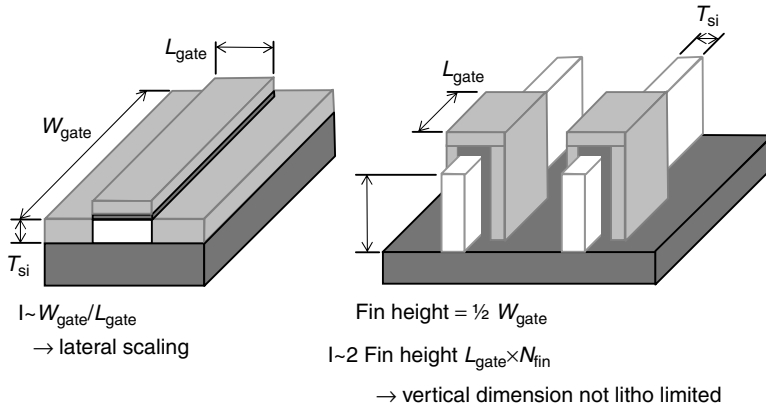 L_gate
T_si
L_gate
W_gate
T_si
I~W_gate/L_gate
→ lateral scaling
Fin height = ½ W_gate
I~2 Fin height L_gate×N_fin
→ vertical dimension not litho limited